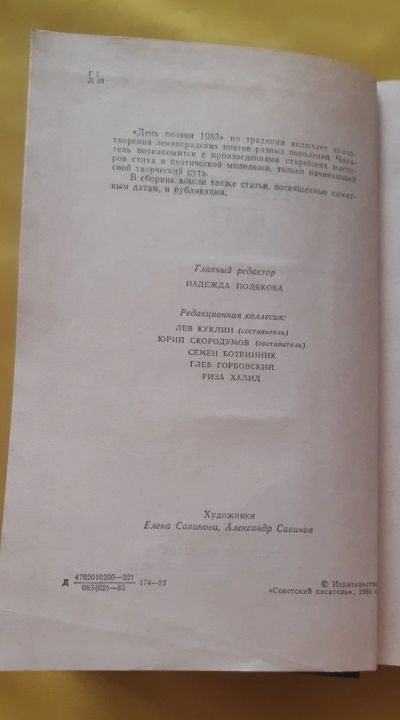 Р 2
Д 30
«День поэзии 1983» по традиции включает стихо-
творения ленинградских поэтов разных поколений. Чита-
тель познакомится с произведениями старейших масте-
ров стиха и поэтической молодежи, только начинающей
свой творческий путь.
В сборник вошли также статьи, посвященные памят-
ным датам, и публикации.
Главный редактор
НАДЕЖДА ПОЛЯКОВА
Редакционная коллегия:
ЛЕВ КУКЛИН (составитель)
ЮРИЙ СКОРОДУМОВ (составитель)
СЕМЕН БОТВИННИК
ГЛЕБ ГОРБОВСКИЙ
РИЗА ХАЛИД
Художники
Елена Савинова, Александр Савинов
Д 4702010200—321 174—83
083(02)—83
© Издательство
«Советский писатель», 1983 г